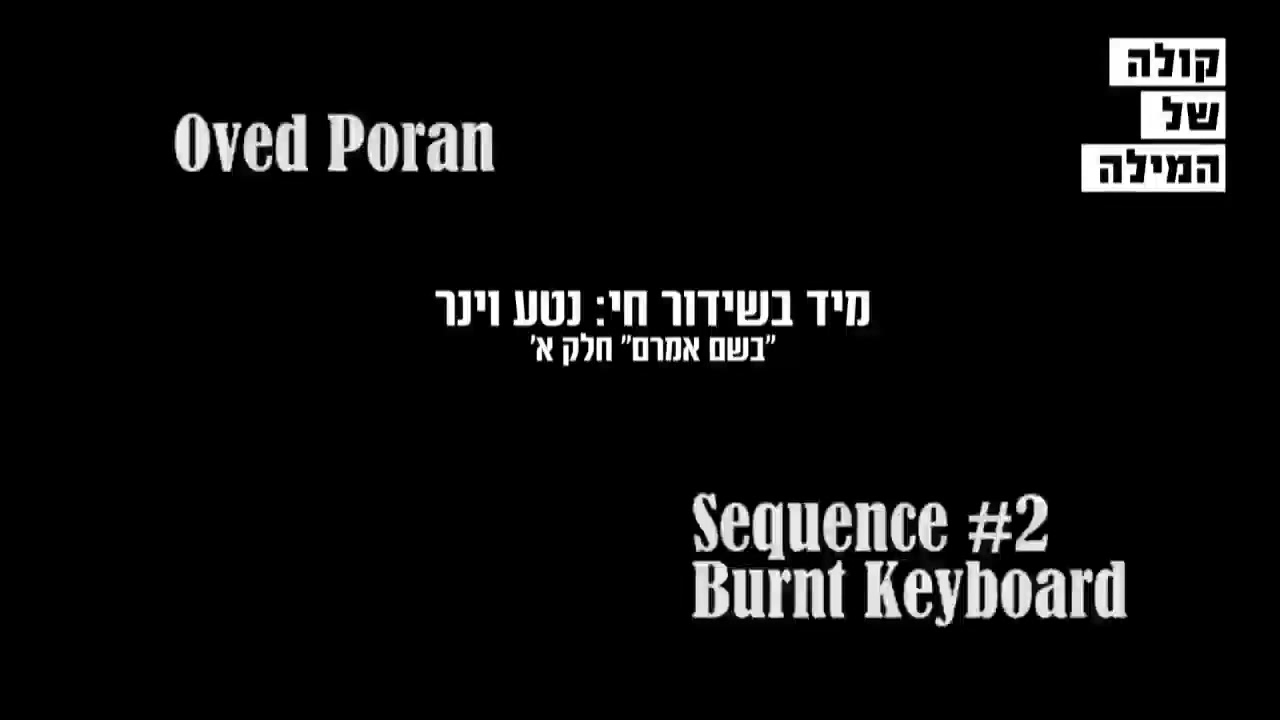 קולה
של
המילה
Oved Poran
מיד בשידור חי: נטע וינר
"בשם אמרם" חלק א'
Sequence #2
Burnt Keyboard